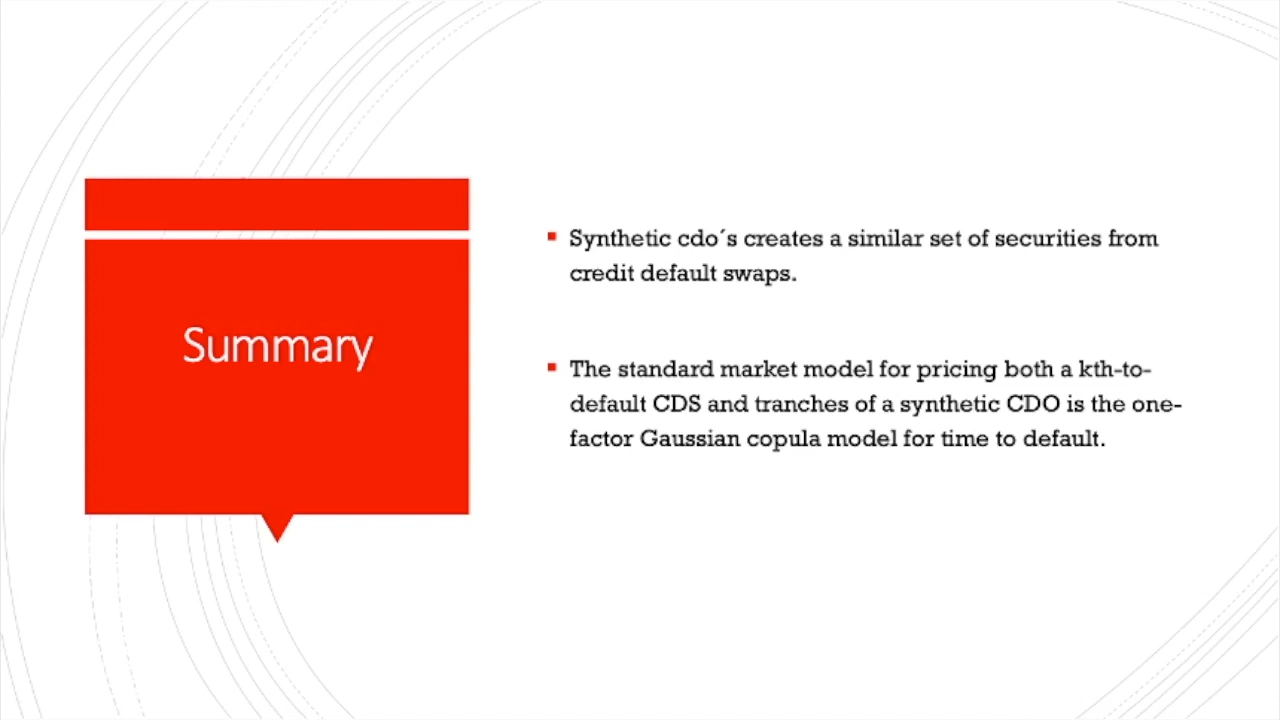 Summary
Synthetic cdo´s creates a similar set of securities from
credit default swaps.
The standard market model for pricing both a kth-to-
default CDS and tranches of a synthetic CDO is the one-
factor Gaussian copula model for time to default.